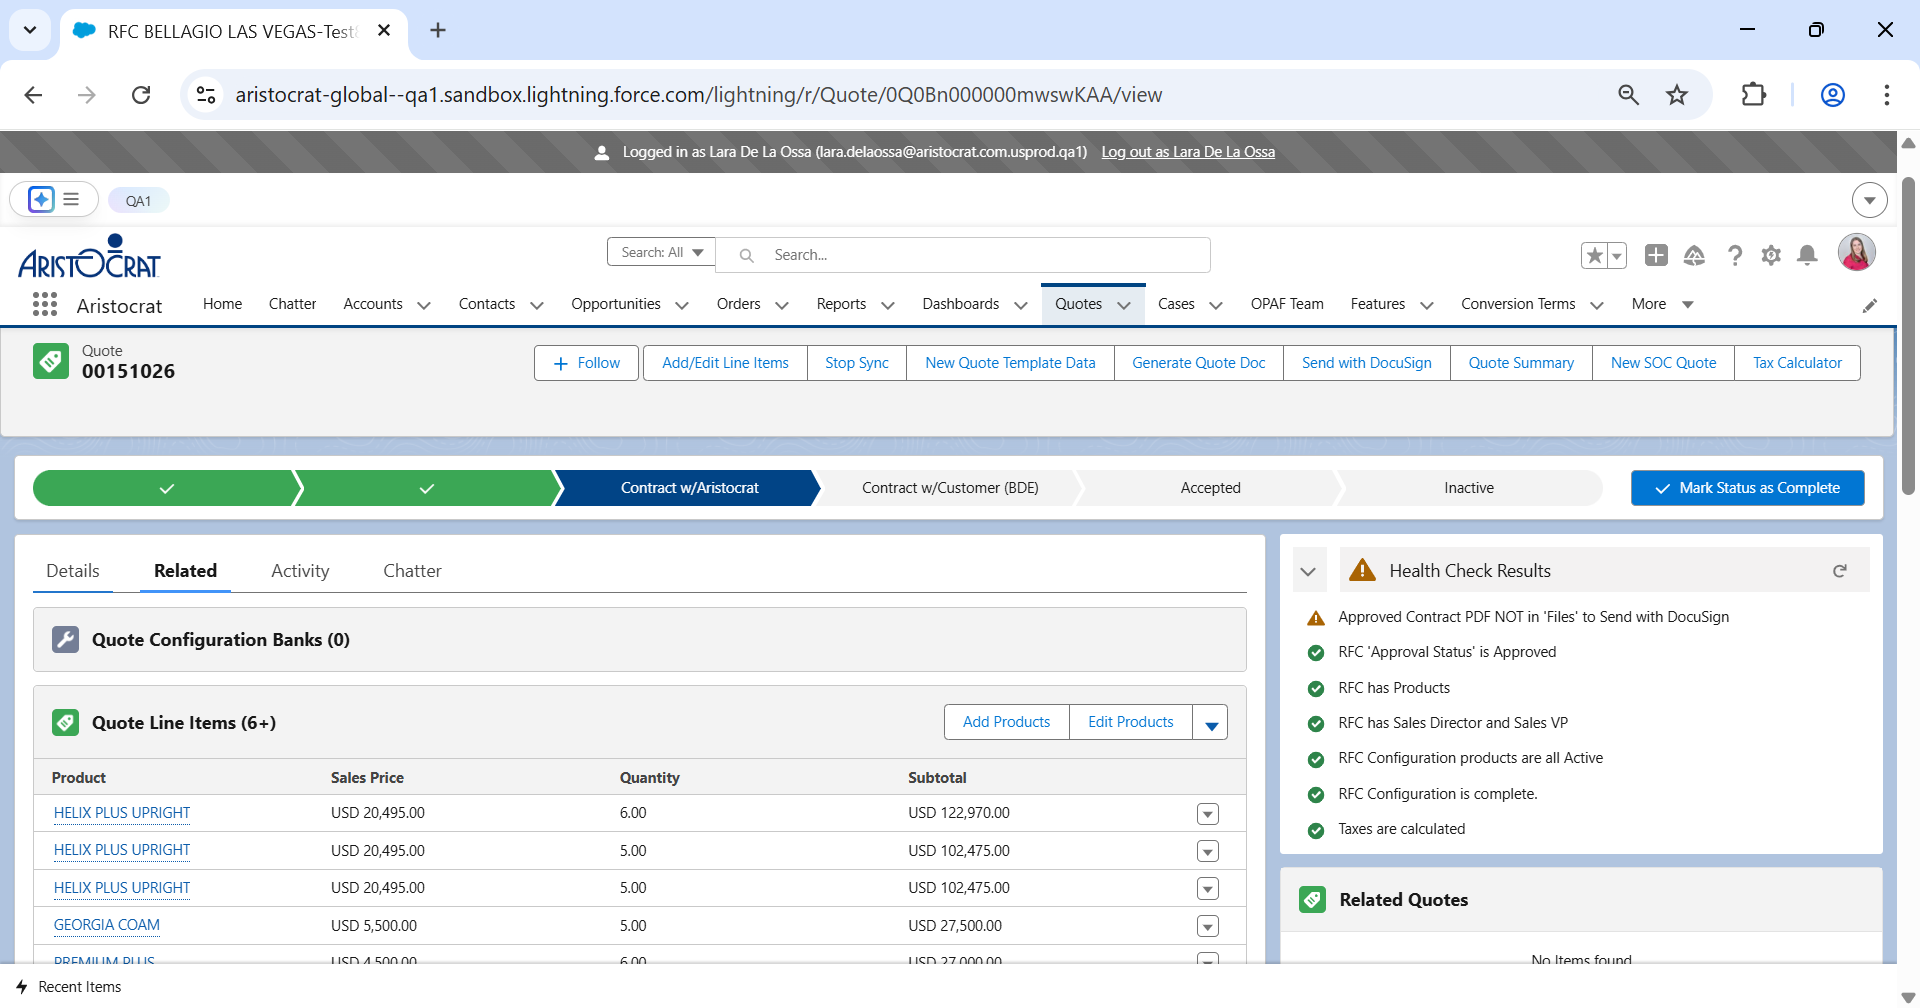 RFC BELLAGIO LAS VEGAS-Test
aristocrat-global--qa1.sandbox.lightning.force.com/lightning/r/Quote/0Q0Bn000000mwswKAA/view
Logged in as Lara De La Ossa (lara.delaossa@aristocrat.com.usprod.qa1) Log out as Lara De La Ossa
QA1
ARISTOCRAT
Search: All Search...
Aristocrat Home Chatter Accounts Contacts Opportunities Orders Reports Dashboards Quotes Cases OPAF Team Features Conversion Terms More
Quote
00151026
Follow Add/Edit Line Items Stop Sync New Quote Template Data Generate Quote Doc Send with DocuSign Quote Summary New SOC Quote Tax Calculator
Contract w/Aristocrat Contract w/Customer (BDE) Accepted Inactive Mark Status as Complete
Details Related Activity Chatter
Quote Configuration Banks (0)
Quote Line Items (6+) Add Products Edit Products
Product Sales Price Quantity Subtotal
HELIX PLUS UPRIGHT USD 20,495.00 6.00 USD 122,970.00
HELIX PLUS UPRIGHT USD 20,495.00 5.00 USD 102,475.00
HELIX PLUS UPRIGHT USD 20,495.00 5.00 USD 102,475.00
GEORGIA COAM USD 5,500.00 5.00 USD 27,500.00
PREMIUM PLUS USD 4,500.00 6.00 USD 27,000.00
Health Check Results
Approved Contract PDF NOT in 'Files' to Send with DocuSign
RFC 'Approval Status' is Approved
RFC has Products
RFC has Sales Director and Sales VP
RFC Configuration products are all Active
RFC Configuration is complete.
Taxes are calculated
Related Quotes
No Items found
Recent Items